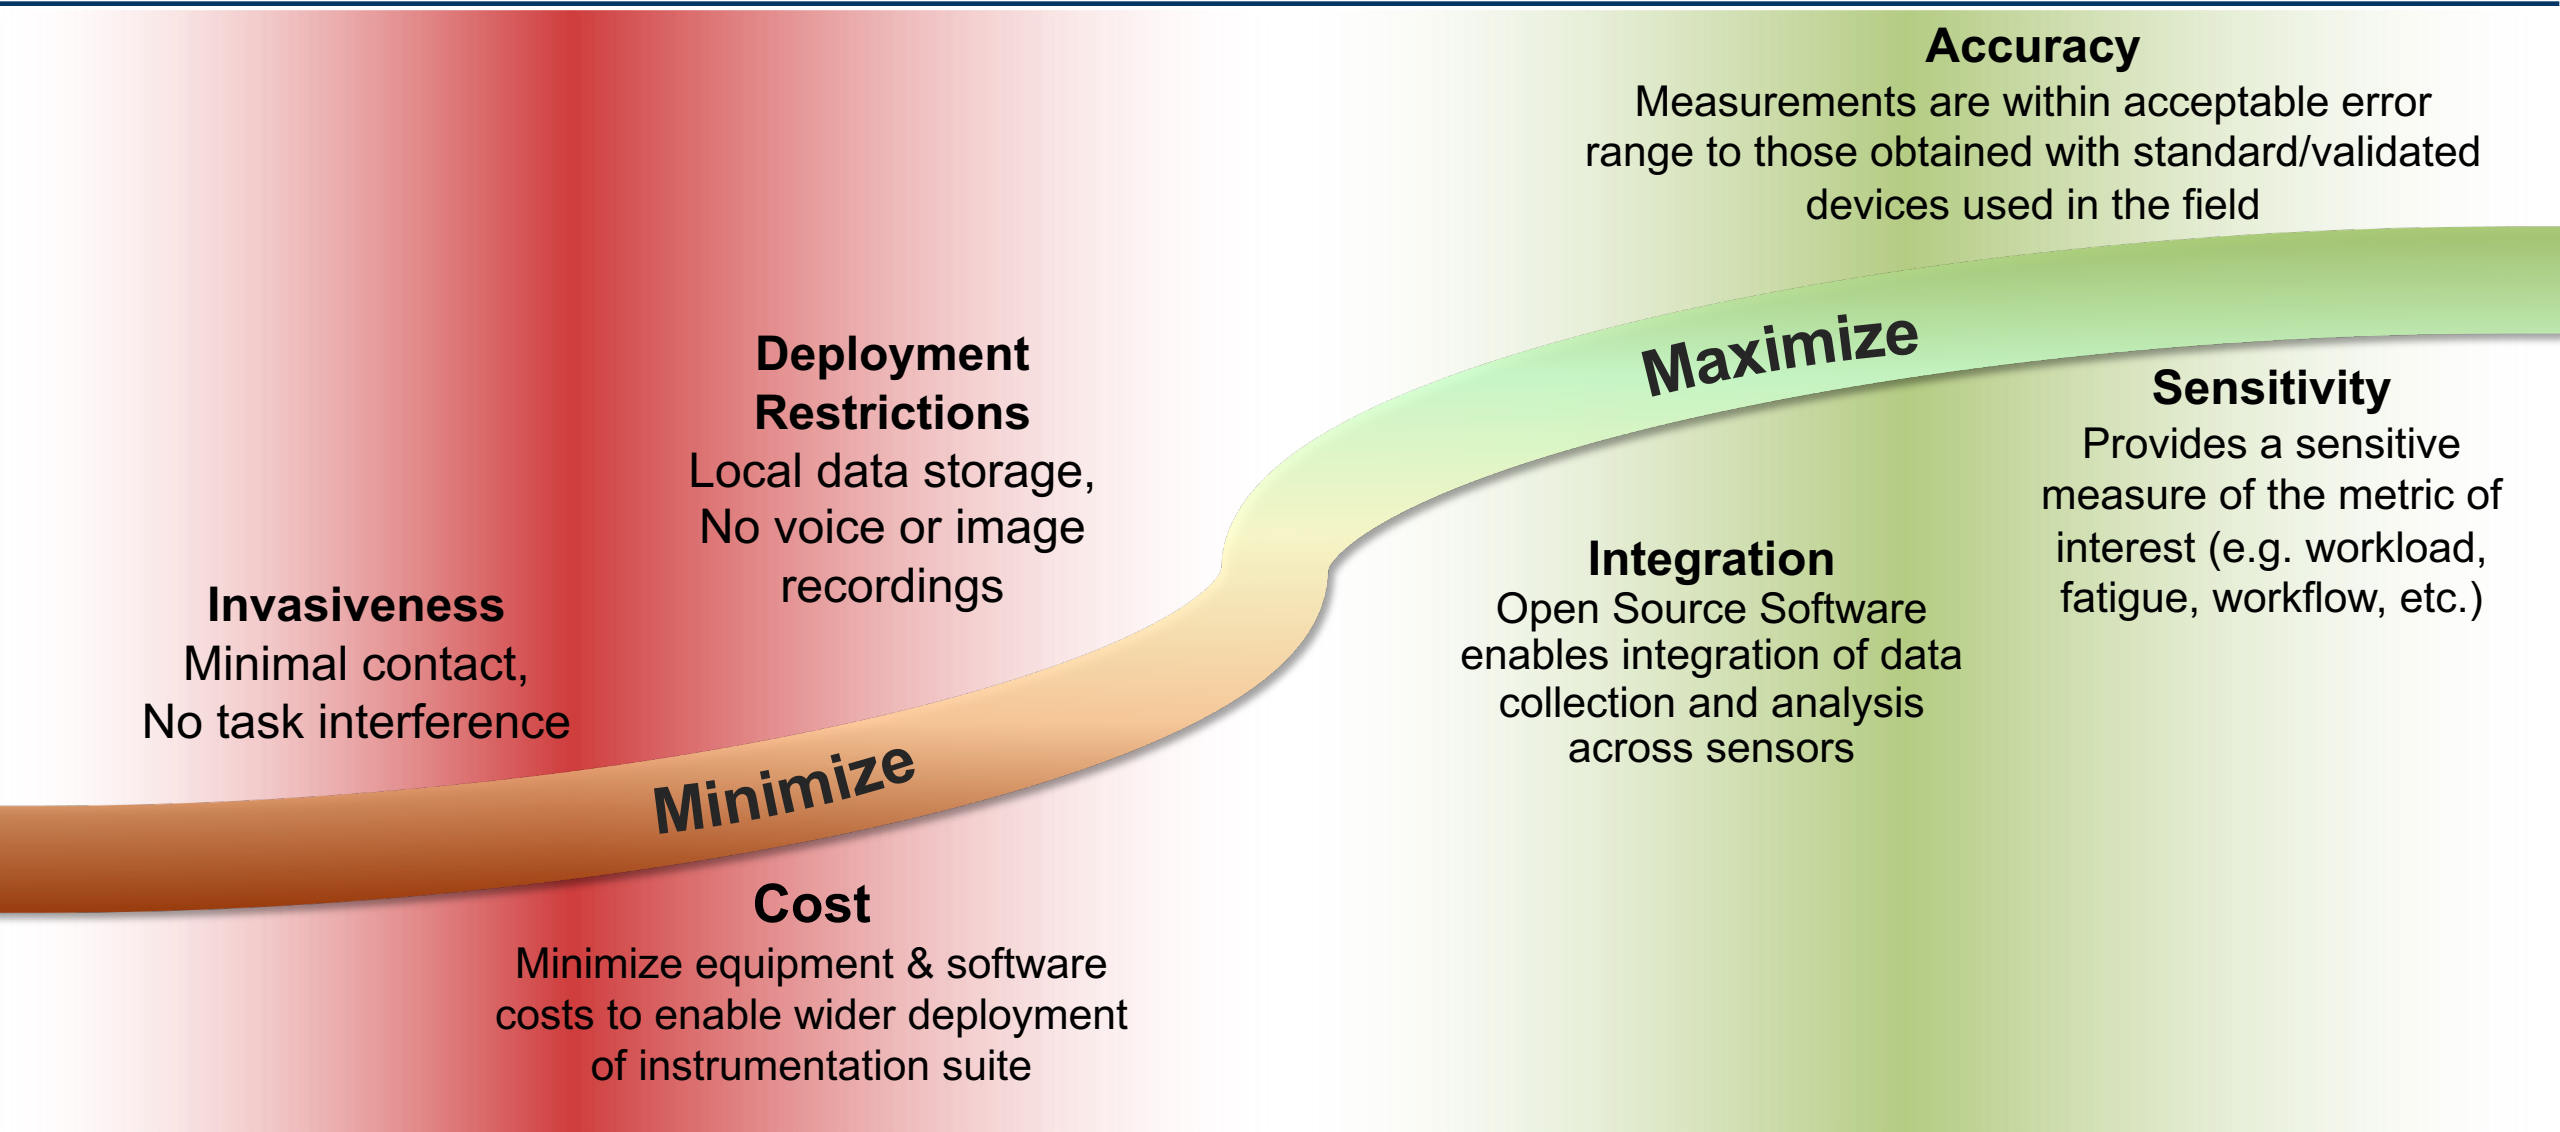 Invasiveness
Minimal contact,
No task interference
Deployment
Restrictions
Local data storage,
No voice or image
recordings
Minimize
Cost
Minimize equipment & software
costs to enable wider deployment
of instrumentation suite
Accuracy
Measurements are within acceptable error
range to those obtained with standard/validated
devices used in the field
Maximize
Integration
Open Source Software
enables integration of data
collection and analysis
across sensors
Sensitivity
Provides a sensitive
measure of the metric of
interest (e.g. workload,
fatigue, workflow, etc.)